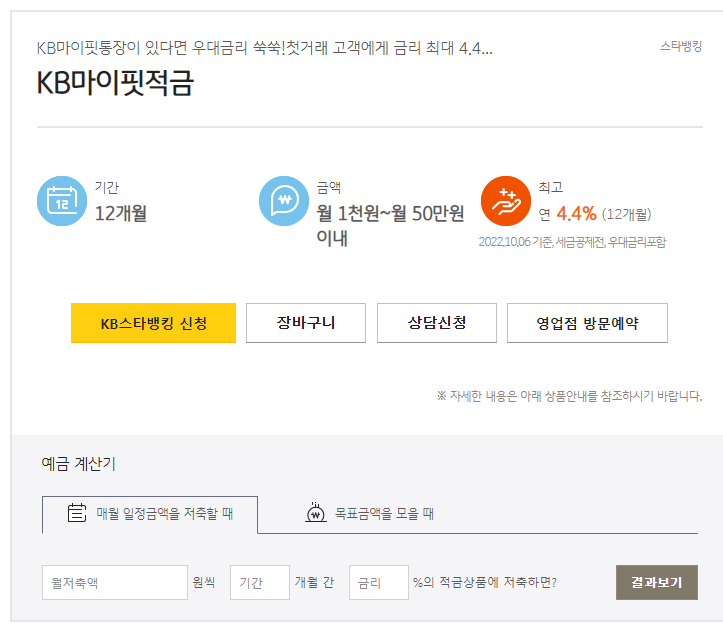 KB마이핏통장이 있다면 우대금리 쑥쑥!첫거래 고객에게 금리 최대 4.4...
스타뱅킹
KB마이핏적금
기간
12개월
12
금액
월 1천원~월 50만원
이내
최고
연 4.4% (12개월)
2022.10.06 기준, 세금공제전, 우대금리포함
KB스타뱅킹 신청
장바구니
상담신청
영업점 방문예약
※ 자세한 내용은 아래 상품안내를 참조하시기 바랍니다.
예금 계산기
매월 일정금액을 저축할 때
목표금액을 모을 때
월저축액 원씩 기간 개월 간 금리 %의 적금상품에 저축하면? 결과보기